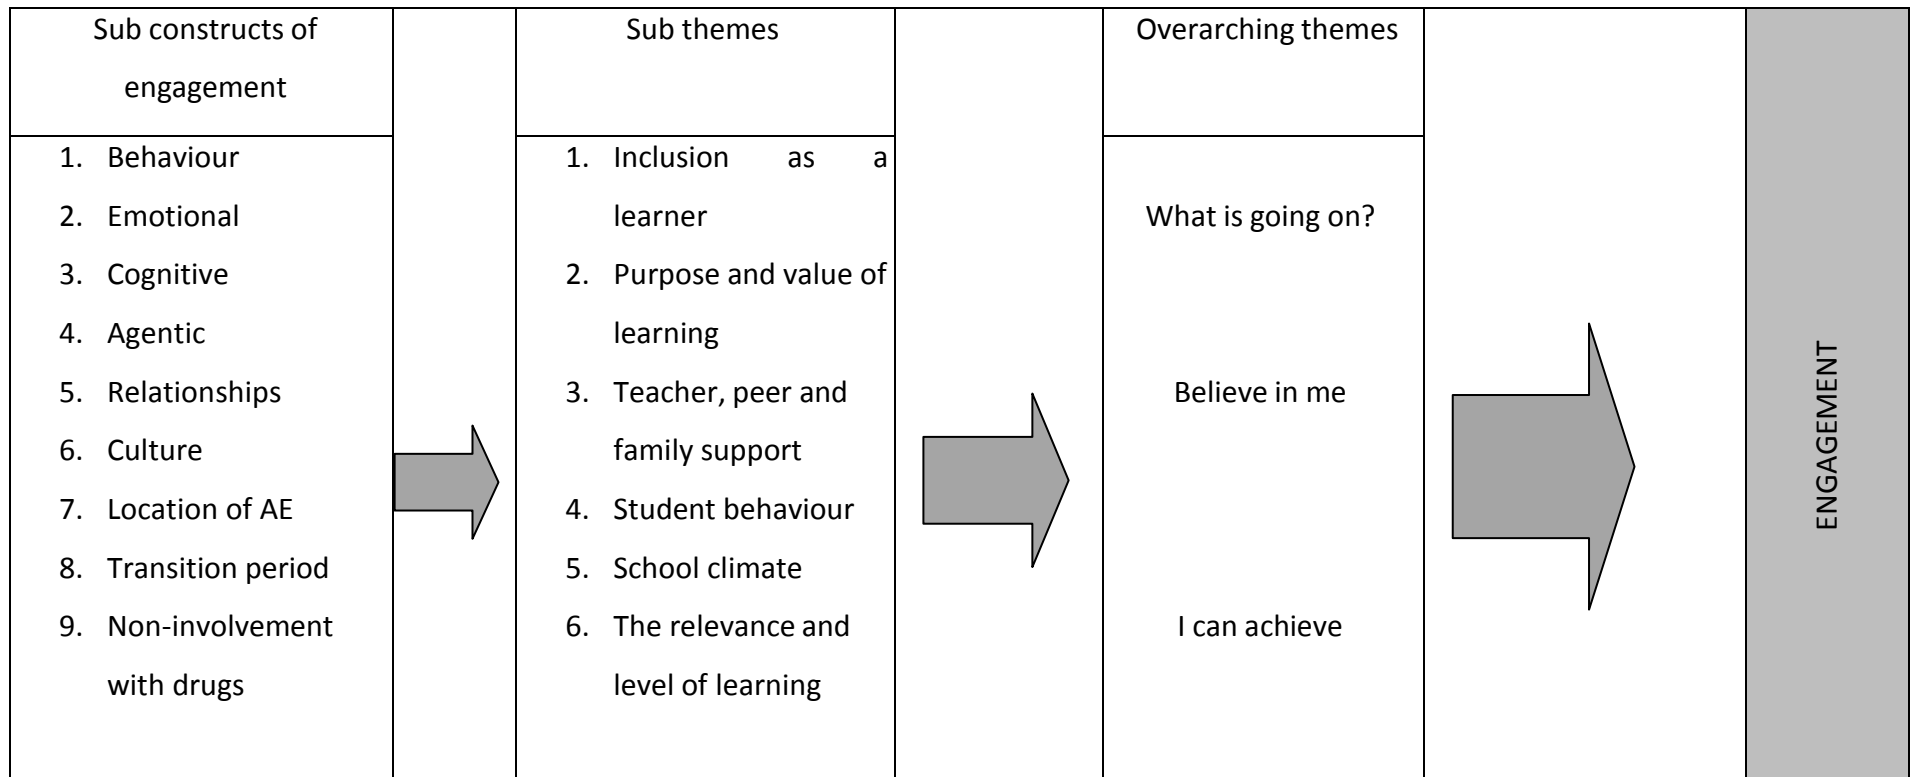 Sub constructs of
engagement
1. Behaviour
2. Emotional
3. Cognitive
4. Agentic
5. Relationships
6. Culture
7. Location of AE
8. Transition period
9. Non-involvement
with drugs
Sub themes
1. Inclusion as a
learner
2. Purpose and value of
learning
3. Teacher, peer and
family support
4. Student behaviour
5. School climate
6. The relevance and
level of learning
Overarching themes
What is going on?
Believe in me
I can achieve
ENGAGEMENT